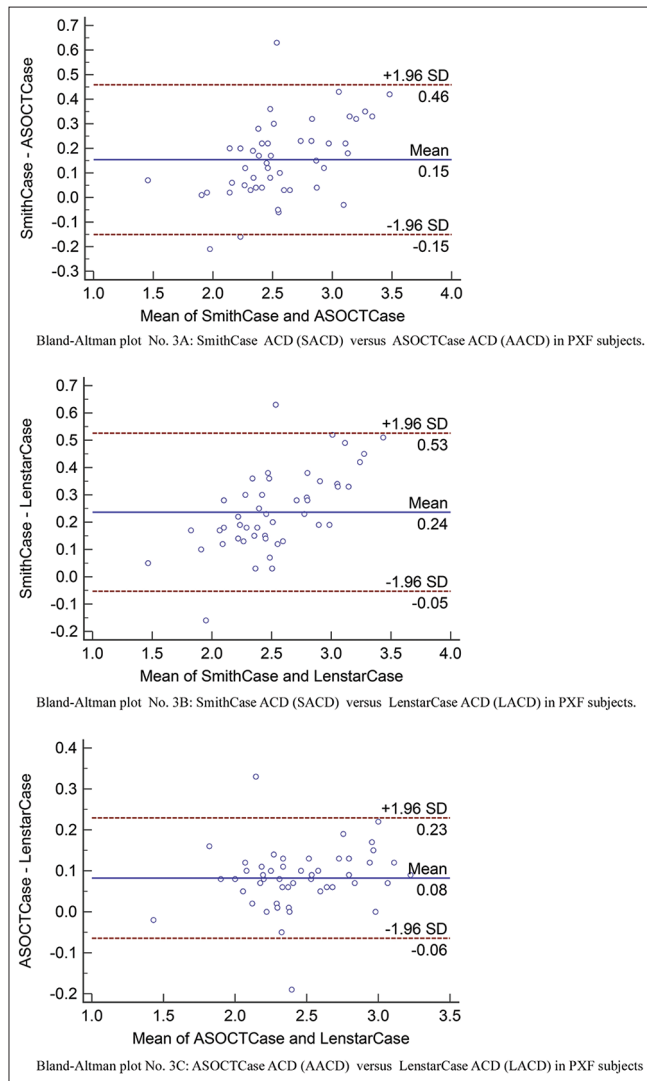 0.7
0.6
0.5
0.4
0.3
0.2
0.1
0.0
-0.1
-0.2
-0.3
SmithCase - ASOCTCase
+1.96 SD
0.46
Mean
0.15
-1.96 SD
-0.15
1.0 1.5 2.0 2.5 3.0 3.5 4.0
Mean of SmithCase and ASOCTCase
Bland-Altman plot No. 3A: SmithCase ACD (SACD) versus ASOCTCase ACD (AACD) in PXF subjects.
0.7
0.6
0.5
0.4
0.3
0.2
0.1
0.0
-0.1
-0.2
SmithCase - LenstarCase
+1.96 SD
0.53
Mean
0.24
-1.96 SD
-0.05
1.0 1.5 2.0 2.5 3.0 3.5 4.0
Mean of SmithCase and LenstarCase
Bland-Altman plot No. 3B: SmithCase ACD (SACD) versus LenstarCase ACD (LACD) in PXF subjects.
0.4
0.3
0.2
0.1
0.0
-0.1
-0.2
ASOCTCase - LenstarCase
+1.96 SD
0.23
Mean
0.08
-1.96 SD
-0.06
1.0 1.5 2.0 2.5 3.0 3.5
Mean of ASOCTCase and LenstarCase
Bland-Altman plot No. 3C: ASOCTCase ACD (AACD) versus LenstarCase ACD (LACD) in PXF subjects